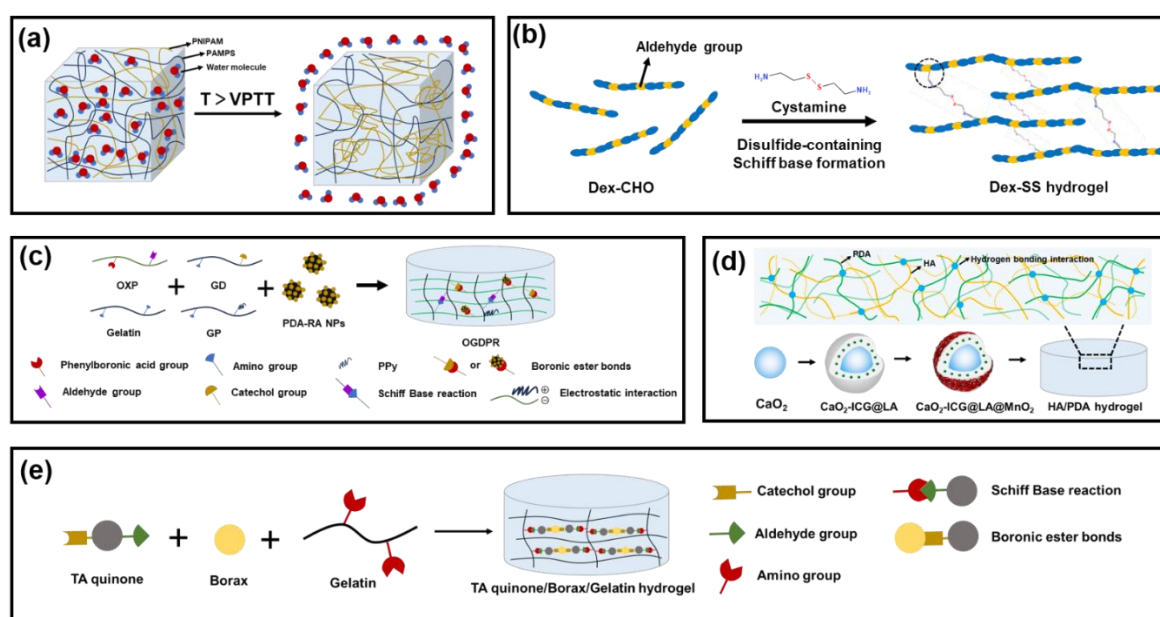 (a)
PNIPAM
PAMPS
Water molecule
T > VPTT
(b)
Aldehyde group
H₂N
S
S
NH₂
Cystamine
Disulfide-containing
Schiff base formation
Dex-CHO
Dex-SS hydrogel
(c)
OXP
+
GD
+
Gelatin
GP
PDA-RA NPs
OGDPR
Phenylboronic acid group
Amino group
PPy
or
Boronic ester bonds
Aldehyde group
Catechol group
Schiff Base reaction
⊕
⊖
Electrostatic interaction
(d)
PDA
HA
Hydrogen bonding interaction
CaO₂
CaO₂-ICG@LA
CaO₂-ICG@LA@MnO₂
HA/PDA hydrogel
(e)
+
+
TA quinone
Borax
Gelatin
TA quinone/Borax/Gelatin hydrogel
Catechol group
Schiff Base reaction
Aldehyde group
Boronic ester bonds
Amino group